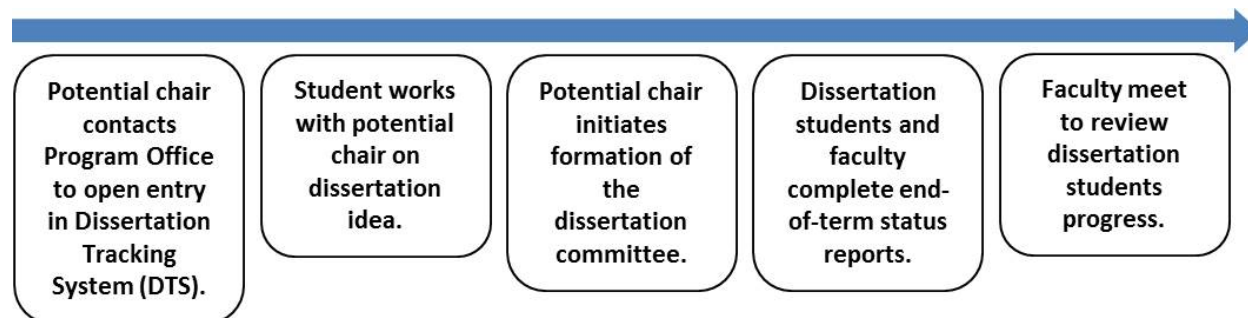 Potential chair
contacts
Program Office
to open entry
in Dissertation
Tracking
System (DTS).
Student works
with potential
chair on
dissertation
idea.
Potential chair
initiates
formation of
the
dissertation
committee.
Dissertation
students and
faculty
complete end-
of-term status
reports.
Faculty meet
to review
dissertation
students
progress.